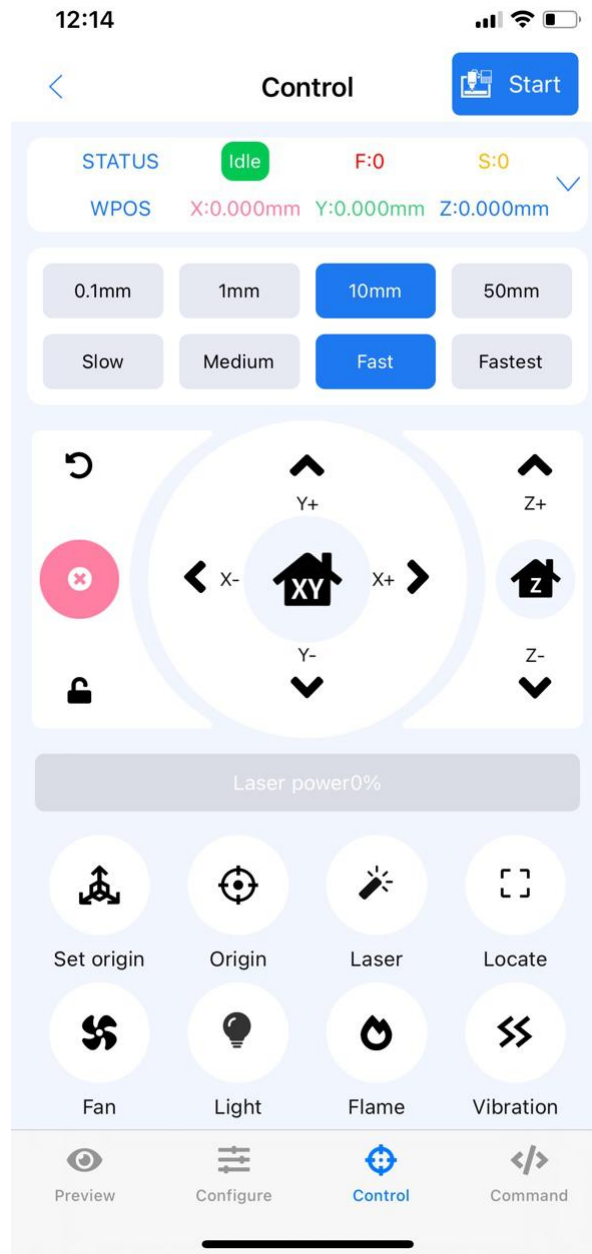 12:14
Control
Start
STATUS Idle F:0 S:0
WPOS X:0.000mm Y:0.000mm Z:0.000mm
0.1mm 1mm 10mm 50mm
Slow Medium Fast Fastest
Y+ Z+
X- XY X+ Z
Y- Z-
Laser power0%
Set origin Origin Laser Locate
Fan Light Flame Vibration
Preview Configure Control Command